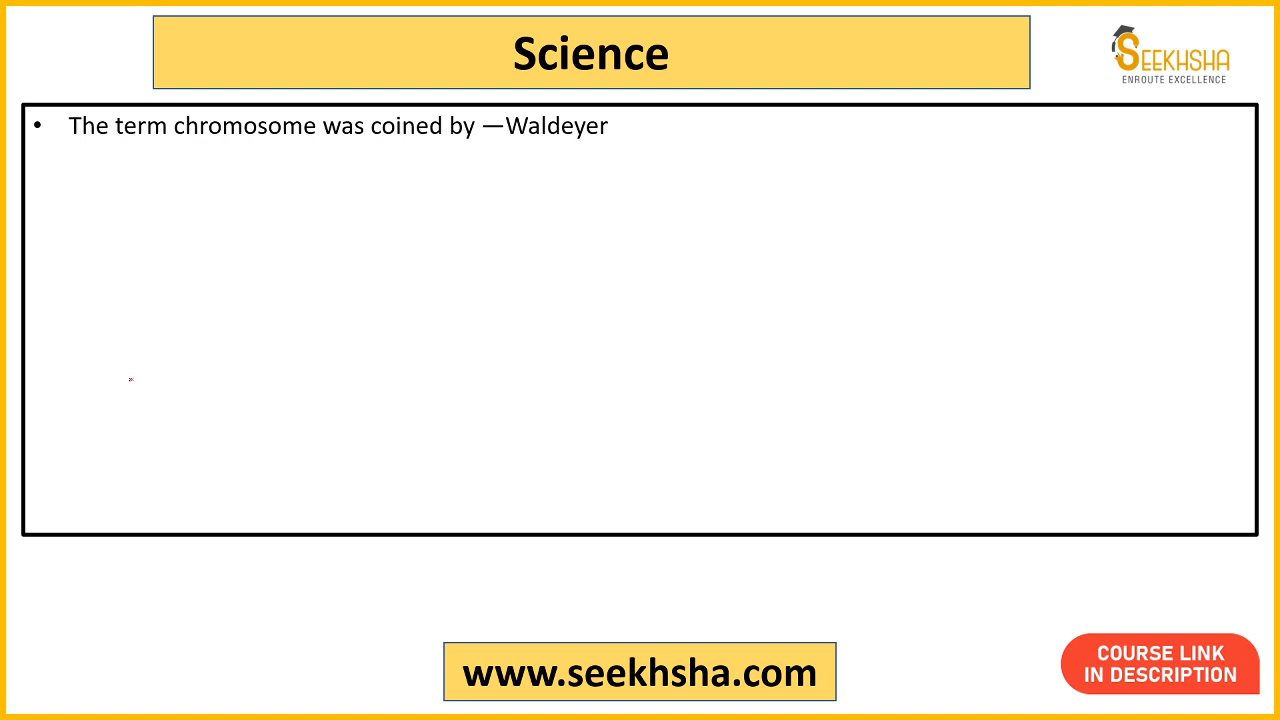 Science
SEEKHSHA
ENROUTE EXCELLENCE
• The term chromosome was coined by —Waldeyer
www.seekhsha.com
COURSE LINK
IN DESCRIPTION